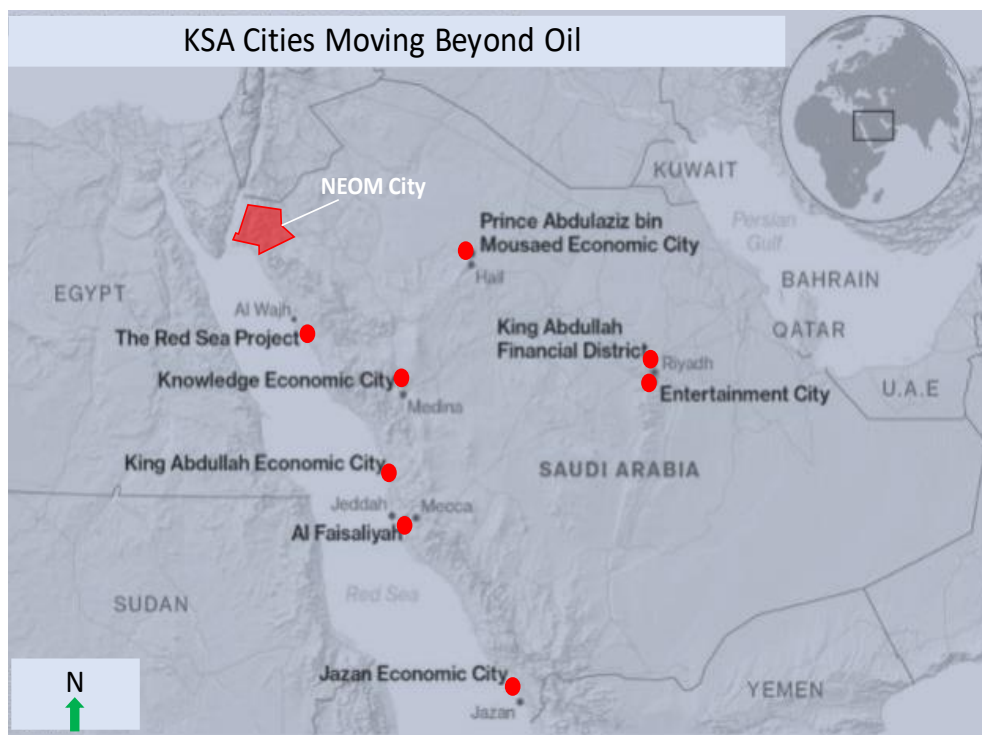 KSA Cities Moving Beyond Oil
KUWAIT
NEOM City
Persian
Gulf
Prince Abdulaziz bin
Mousaed Economic City
Hail
BAHRAIN
EGYPT
Al Wajh
The Red Sea Project
King Abdullah
Financial District
QATAR
Riyadh
Knowledge Economic City
Entertainment City
U.A.E
Medina
King Abdullah Economic City
SAUDI ARABIA
Jeddah
Mecca
Al Faisaliyah
Red Sea
SUDAN
Jazan Economic City
YEMEN
Jazan
N